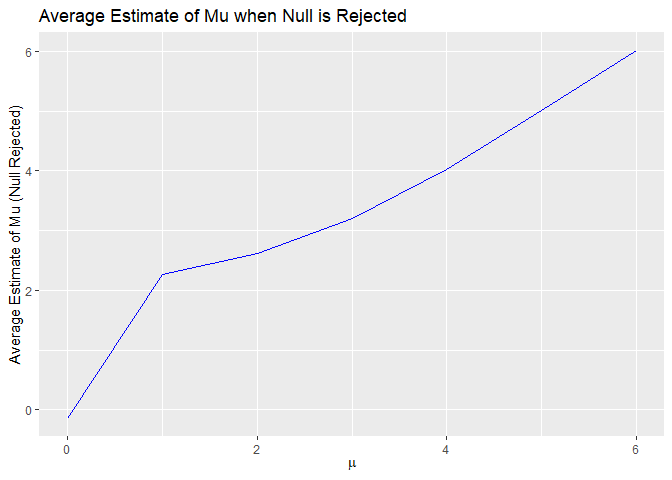 Average Estimate of Mu when Null is Rejected
Average Estimate of Mu (Null Rejected)
6
4
2
0
0
2
4
6
μ